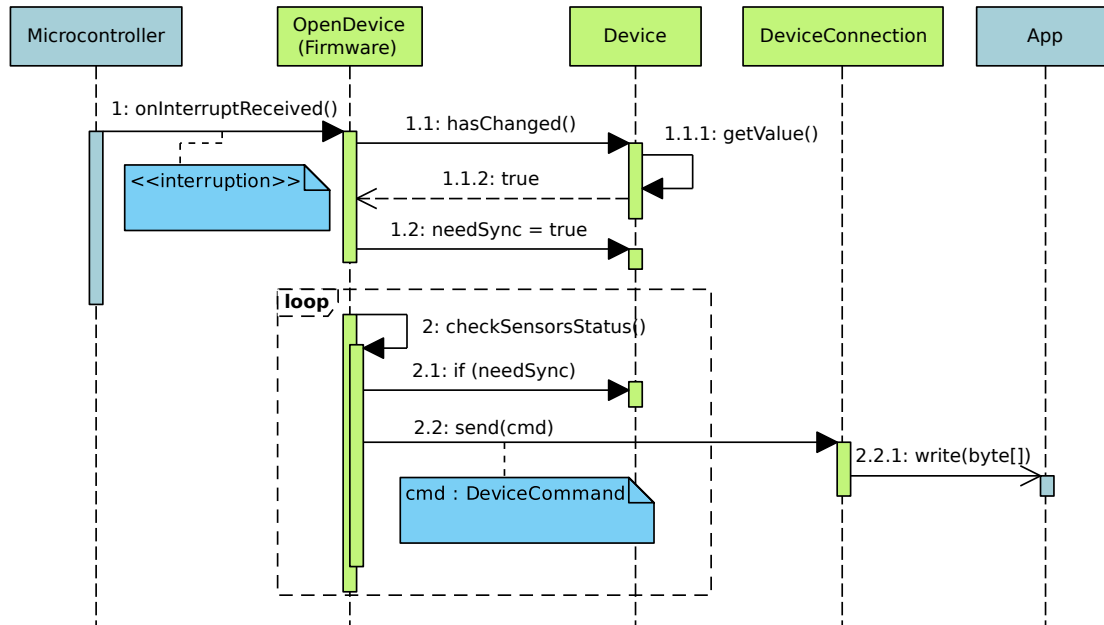 Microcontroller
OpenDevice
(Firmware)
Device
DeviceConnection
App
1: onInterruptReceived()
1.1: hasChanged()
1.1.1: getValue()
<<interruption>>
1.1.2: true
1.2: needSync = true
loop
2: checkSensorsStatus()
2.1: if (needSync)
2.2: send(cmd)
2.2.1: write(byte[])
cmd : DeviceCommand